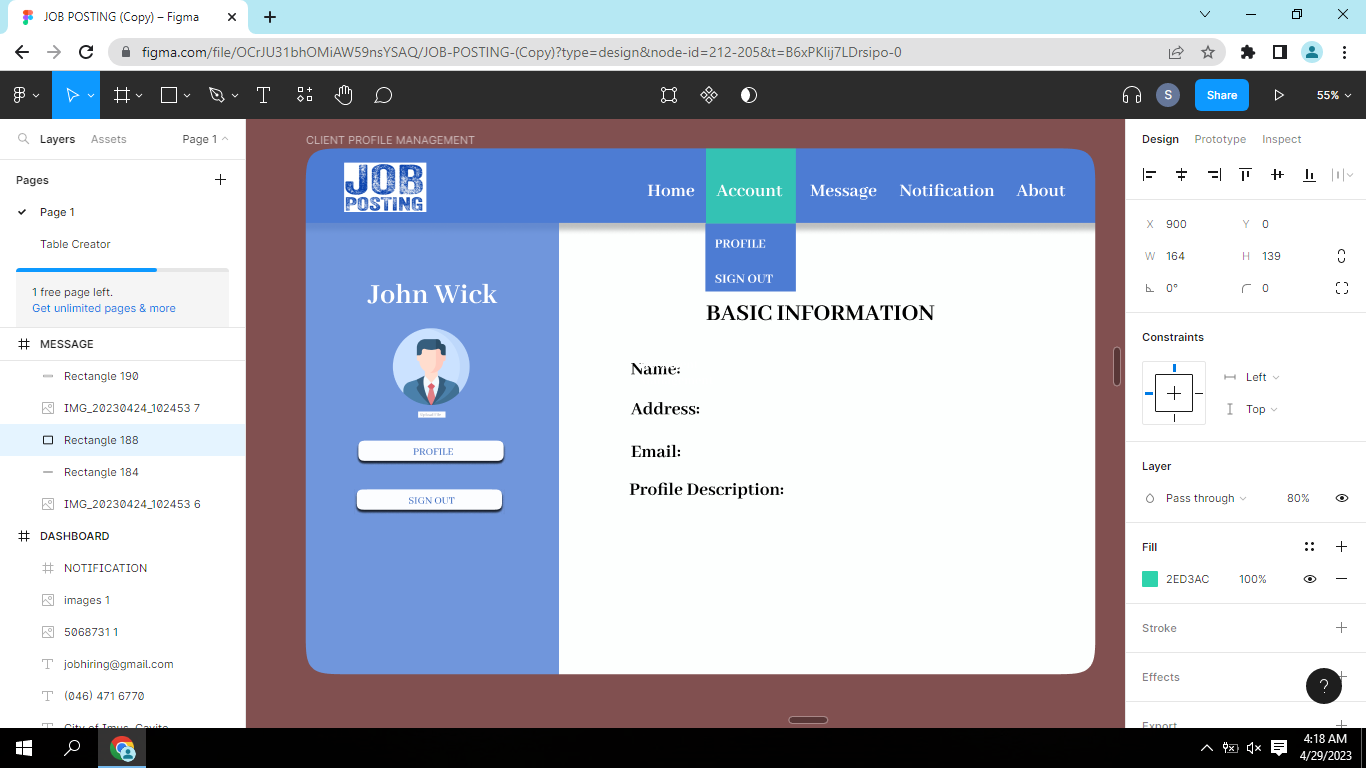 JOB POSTING (Copy) – Figma
figma.com/file/OCrJU31bhOMiAW59nsYSAQ/JOB-POSTING-(Copy)?type=design&node-id=212-205&t=B6xPKIij7LDrsipo-0
S
Share
55%
Layers
Assets
Page 1
Pages
Page 1
Table Creator
1 free page left.
Get unlimited pages & more
MESSAGE
Rectangle 190
IMG_20230424_102453 7
Rectangle 188
Rectangle 184
IMG_20230424_102453 6
DASHBOARD
NOTIFICATION
images 1
5068731 1
jobhiring@gmail.com
(046) 471 6770
City of Imus, Cavite
CLIENT PROFILE MANAGEMENT
JOB
POSTING
Home
Account
Message
Notification
About
PROFILE
SIGN OUT
John Wick
PROFILE
SIGN OUT
BASIC INFORMATION
Name:
Address:
Email:
Profile Description:
Design
Prototype
Inspect
X 900
Y 0
W 164
H 139
0°
0
Constraints
Left
Top
Layer
Pass through
80%
Fill
2ED3AC
100%
Stroke
Effects
Export
?
4:18 AM
4/29/2023